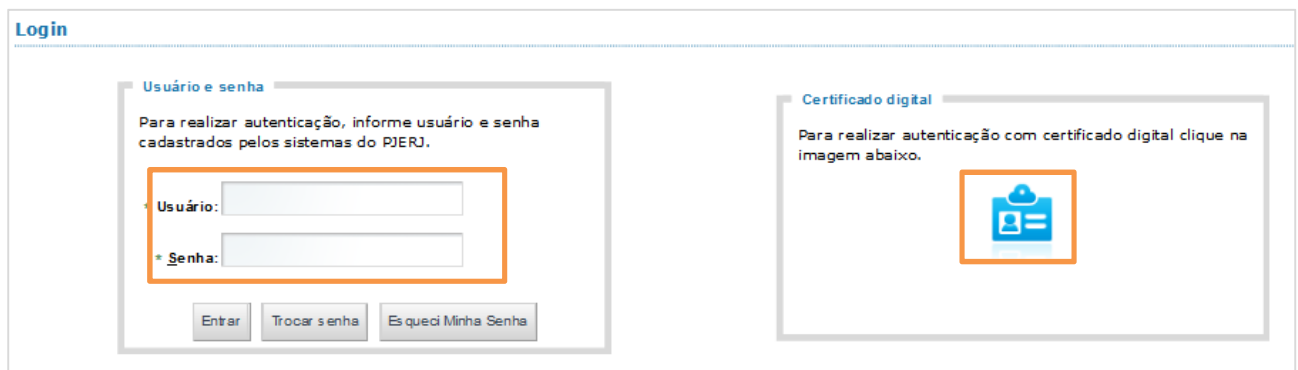 Login
Usuário e senha
Para realizar autenticação, informe usuário e senha
cadastrados pelos sistemas do PJERJ.
* Usuário:
* Senha:
Entrar
Trocar senha
Esqueci Minha Senha
Certificado digital
Para realizar autenticação com certificado digital clique na
imagem abaixo.